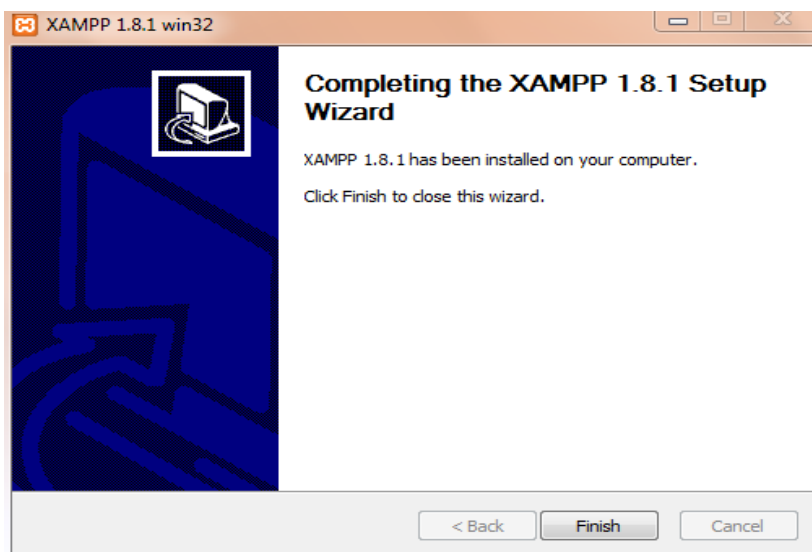 XAMPP 1.8.1 win32
Completing the XAMPP 1.8.1 Setup
Wizard
XAMPP 1.8.1 has been installed on your computer.
Click Finish to close this wizard.
< Back
Finish
Cancel